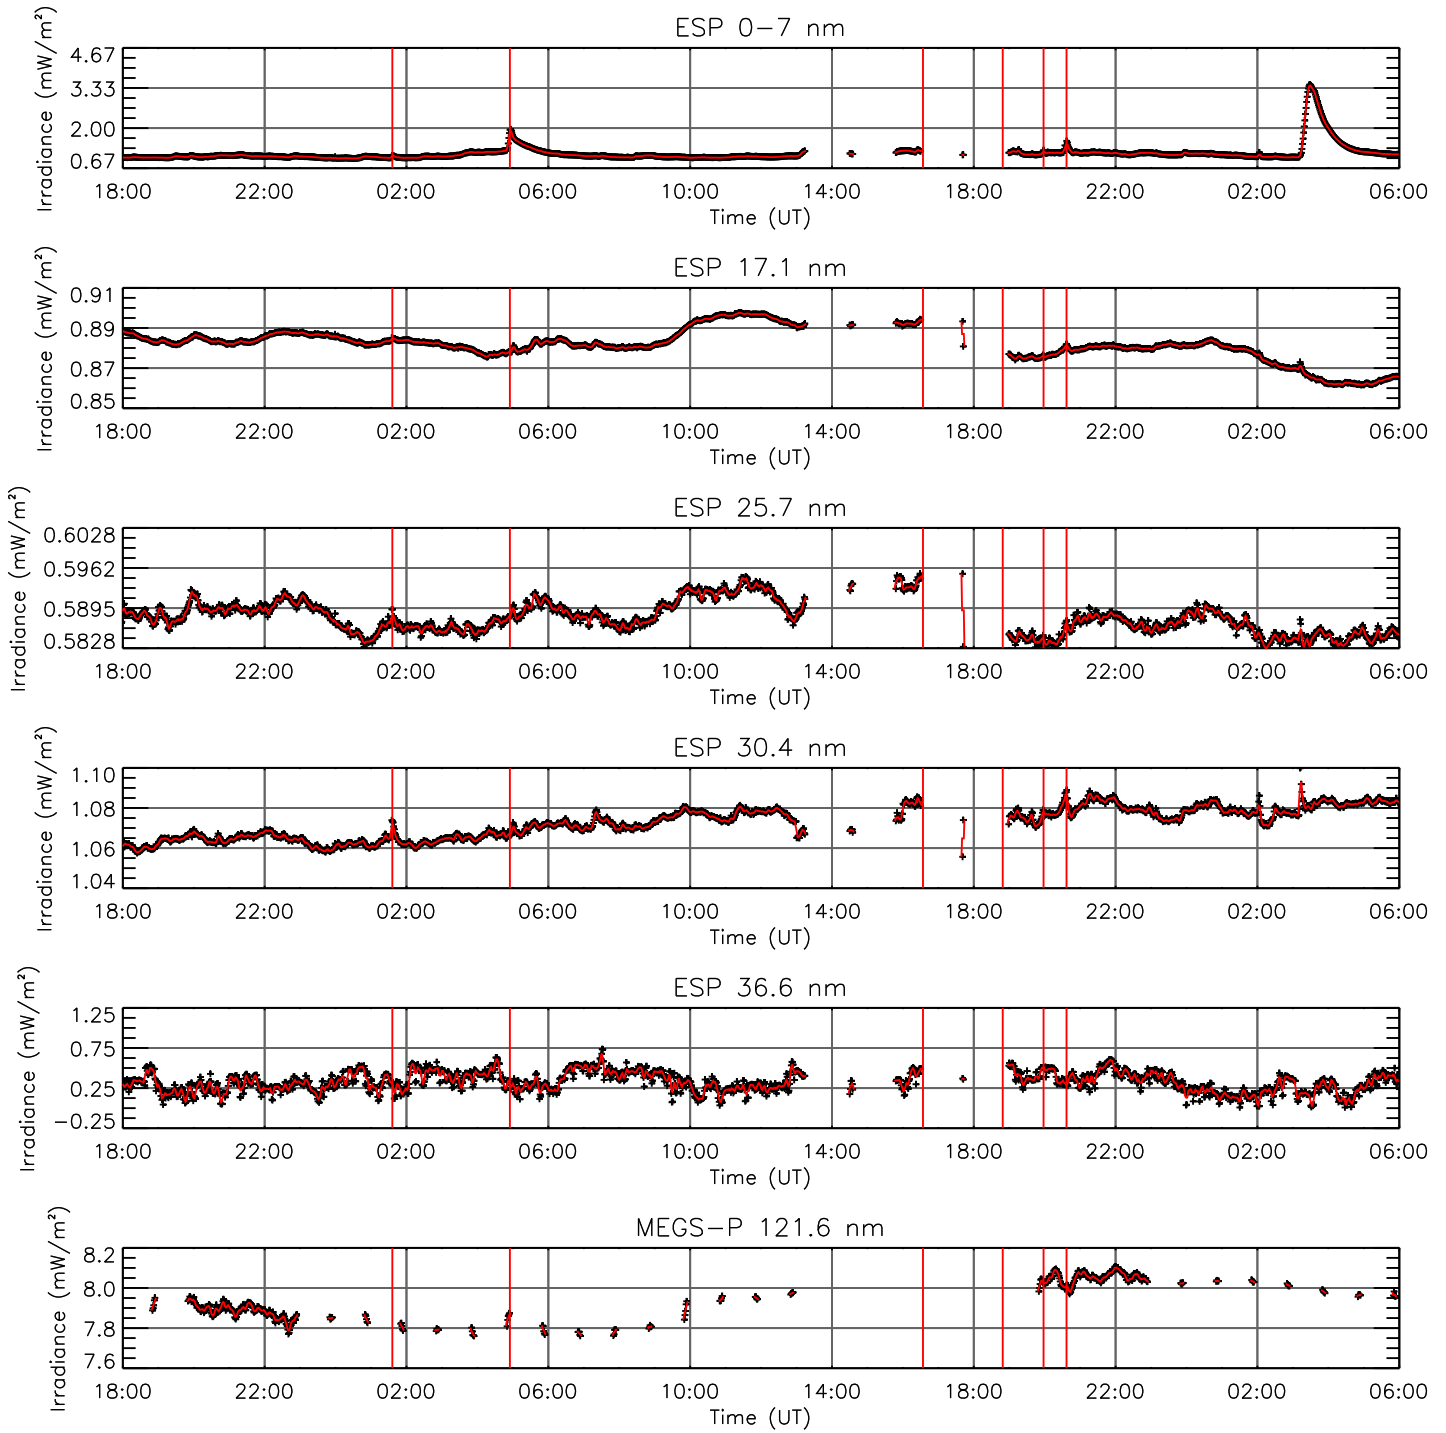 ESP 0−7 nm
Irradiance (mW/m²)
4.67
3.33
2.00
0.67
18:00 22:00 02:00 06:00 10:00 14:00 18:00 22:00 02:00 06:00
Time (UT)
ESP 17.1 nm
Irradiance (mW/m²)
0.91
0.89
0.87
0.85
18:00 22:00 02:00 06:00 10:00 14:00 18:00 22:00 02:00 06:00
Time (UT)
ESP 25.7 nm
Irradiance (mW/m²)
0.6028
0.5962
0.5895
0.5828
18:00 22:00 02:00 06:00 10:00 14:00 18:00 22:00 02:00 06:00
Time (UT)
ESP 30.4 nm
Irradiance (mW/m²)
1.10
1.08
1.06
1.04
18:00 22:00 02:00 06:00 10:00 14:00 18:00 22:00 02:00 06:00
Time (UT)
ESP 36.6 nm
Irradiance (mW/m²)
1.25
0.75
0.25
−0.25
18:00 22:00 02:00 06:00 10:00 14:00 18:00 22:00 02:00 06:00
Time (UT)
MEGS−P 121.6 nm
Irradiance (mW/m²)
8.2
8.0
7.8
7.6
18:00 22:00 02:00 06:00 10:00 14:00 18:00 22:00 02:00 06:00
Time (UT)